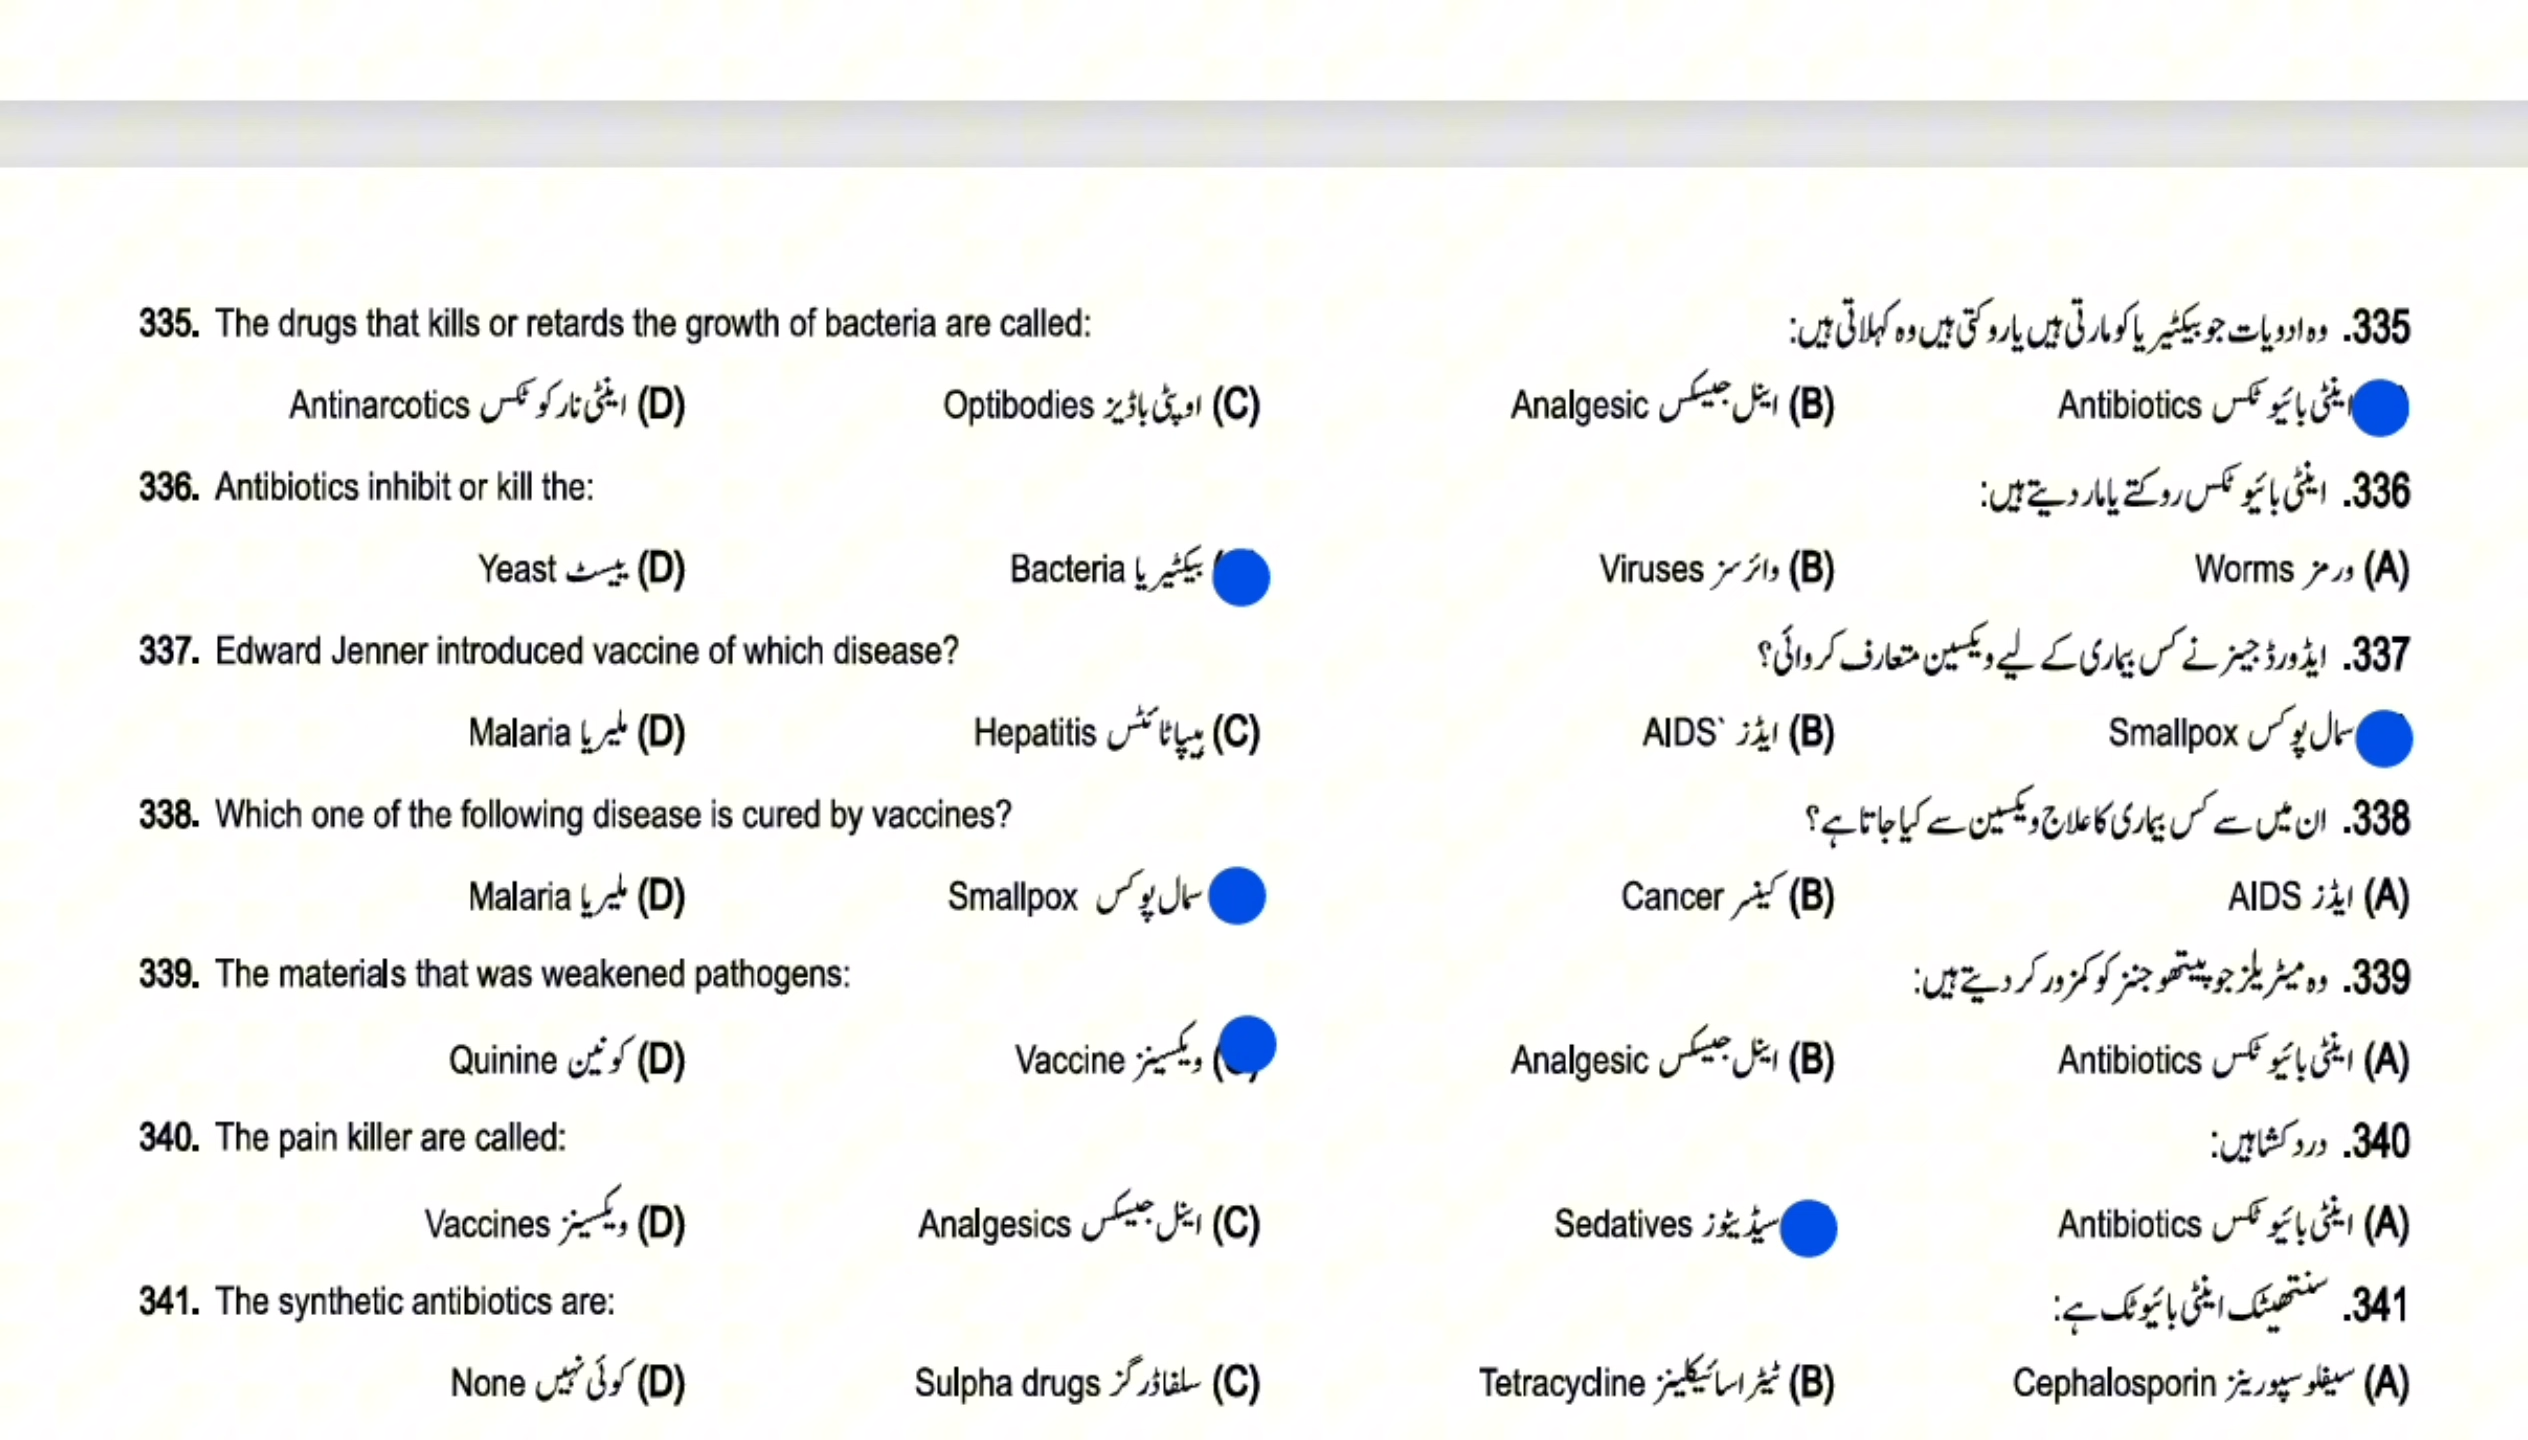 335. The drugs that kills or retards the growth of bacteria are called: وہ ادویات جو بیکٹیریا کو مارتی ہیں یا روکتی ہیں وہ کہلاتی ہیں: .335
اینٹی بائیوٹکس Antibiotics (B) اینل جیسکس Analgesic (C) اوپٹی باڈیز Optibodies (D) اینٹی نارکوٹکس Antinarcotics
336. Antibiotics inhibit or kill the: اینٹی بائیوٹکس روکتے یا مار دیتے ہیں: .336
(A) ورمز Worms (B) وائرسز Viruses بیکٹیریا Bacteria (D) ییسٹ Yeast
337. Edward Jenner introduced vaccine of which disease? ایڈورڈ جینر نے کس بیماری کے لیے ویکسین متعارف کروائی؟ .337
سمال پوکس Smallpox (B) ایڈز AIDS` (C) ہیپاٹائٹس Hepatitis (D) ملیریا Malaria
338. Which one of the following disease is cured by vaccines? ان میں سے کس بیماری کا علاج ویکسین سے کیا جاتا ہے؟ .338
(A) ایڈز AIDS (B) کینسر Cancer سمال پوکس Smallpox (D) ملیریا Malaria
339. The materials that was weakened pathogens: وہ میٹریلز جو پیتھوجنز کو کمزور کر دیتے ہیں: .339
(A) اینٹی بائیوٹکس Antibiotics (B) اینل جیسکس Analgesic ویکسینز Vaccine (D) کونین Quinine
340. The pain killer are called: درد کشا ہیں: .340
(A) اینٹی بائیوٹکس Antibiotics سیڈیٹوز Sedatives (C) اینل جیسکس Analgesics (D) ویکسینز Vaccines
341. The synthetic antibiotics are: سنتھیٹک اینٹی بائیوٹک ہے: .341
(A) سیفلوسپورینز Cephalosporin (B) ٹیٹراسائیکلینز Tetracycline (C) سلفاڈرگز Sulpha drugs (D) کوئی نہیں None